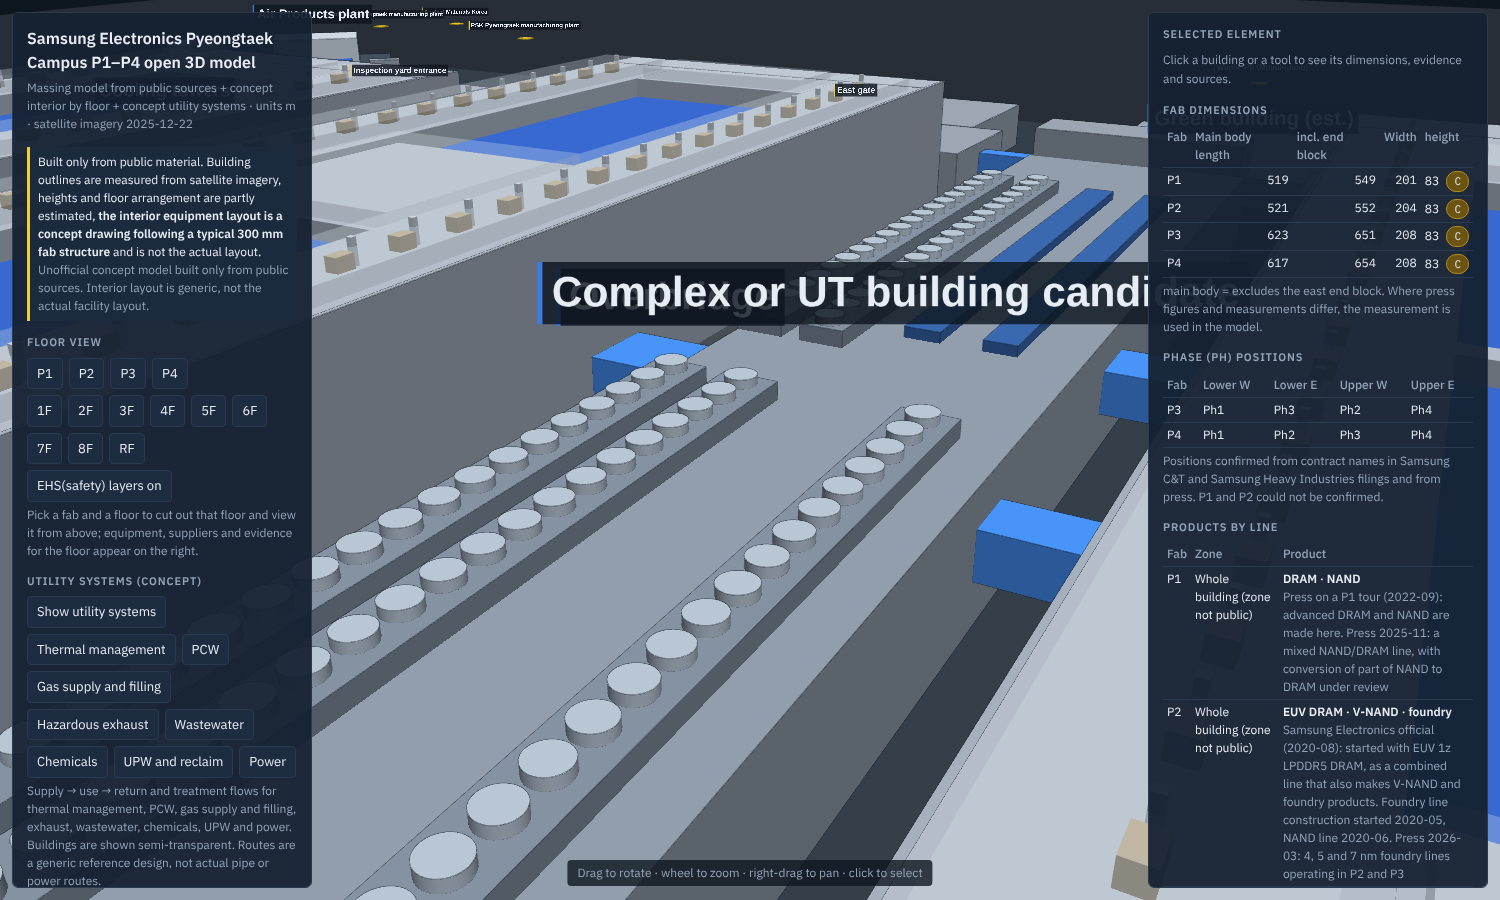 Samsung Electronics Pyeongtaek
Campus P1–P4 open 3D model
Massing model from public sources + concept
interior by floor + concept utility systems · units m
· satellite imagery 2025-12-22
Built only from public material. Building
outlines are measured from satellite imagery,
heights and floor arrangement are partly
estimated, the interior equipment layout is a
concept drawing following a typical 300 mm
fab structure and is not the actual layout.
Unofficial concept model built only from public
sources. Interior layout is generic, not the
actual facility layout.
FLOOR VIEW
P1 P2 P3 P4
1F 2F 3F 4F 5F 6F
7F 8F RF
EHS(safety) layers on
Pick a fab and a floor to cut out that floor and view
it from above; equipment, suppliers and evidence
for the floor appear on the right.
UTILITY SYSTEMS (CONCEPT)
Show utility systems
Thermal management PCW
Gas supply and filling
Hazardous exhaust Wastewater
Chemicals UPW and reclaim Power
Supply → use → return and treatment flows for
thermal management, PCW, gas supply and filling,
exhaust, wastewater, chemicals, UPW and power.
Buildings are shown semi-transparent. Routes are
a generic reference design, not actual pipe or
power routes.
Air Products plant
Materials Korea
PSK Pyeongtaek manufacturing plant
Inspection yard entrance
East gate
Complex or UT building candidate
Drag to rotate · wheel to zoom · right-drag to pan · click to select
SELECTED ELEMENT
Click a building or a tool to see its dimensions, evidence
and sources.
Green building (est.)
FAB DIMENSIONS
Fab Main body length incl. end block Width height
P1 519 549 201 83 C
P2 521 552 204 83 C
P3 623 651 208 83 C
P4 617 654 208 83 C
main body = excludes the east end block. Where press
figures and measurements differ, the measurement is
used in the model.
PHASE (PH) POSITIONS
Fab Lower W Lower E Upper W Upper E
P3 Ph1 Ph3 Ph2 Ph4
P4 Ph1 Ph2 Ph3 Ph4
Positions confirmed from contract names in Samsung
C&T and Samsung Heavy Industries filings and from
press. P1 and P2 could not be confirmed.
PRODUCTS BY LINE
Fab Zone Product
P1 Whole building (zone not public) DRAM · NAND
Press on a P1 tour (2022-09):
advanced DRAM and NAND are
made here. Press 2025-11: a
mixed NAND/DRAM line, with
conversion of part of NAND to
DRAM under review
P2 Whole building (zone not public) EUV DRAM · V-NAND · foundry
Samsung Electronics official
(2020-08): started with EUV 1z
LPDDR5 DRAM, as a combined
line that also makes V-NAND and
foundry products. Foundry line
construction started 2020-05,
NAND line 2020-06. Press 2026-
03: 4, 5 and 7 nm foundry lines
operating in P2 and P3